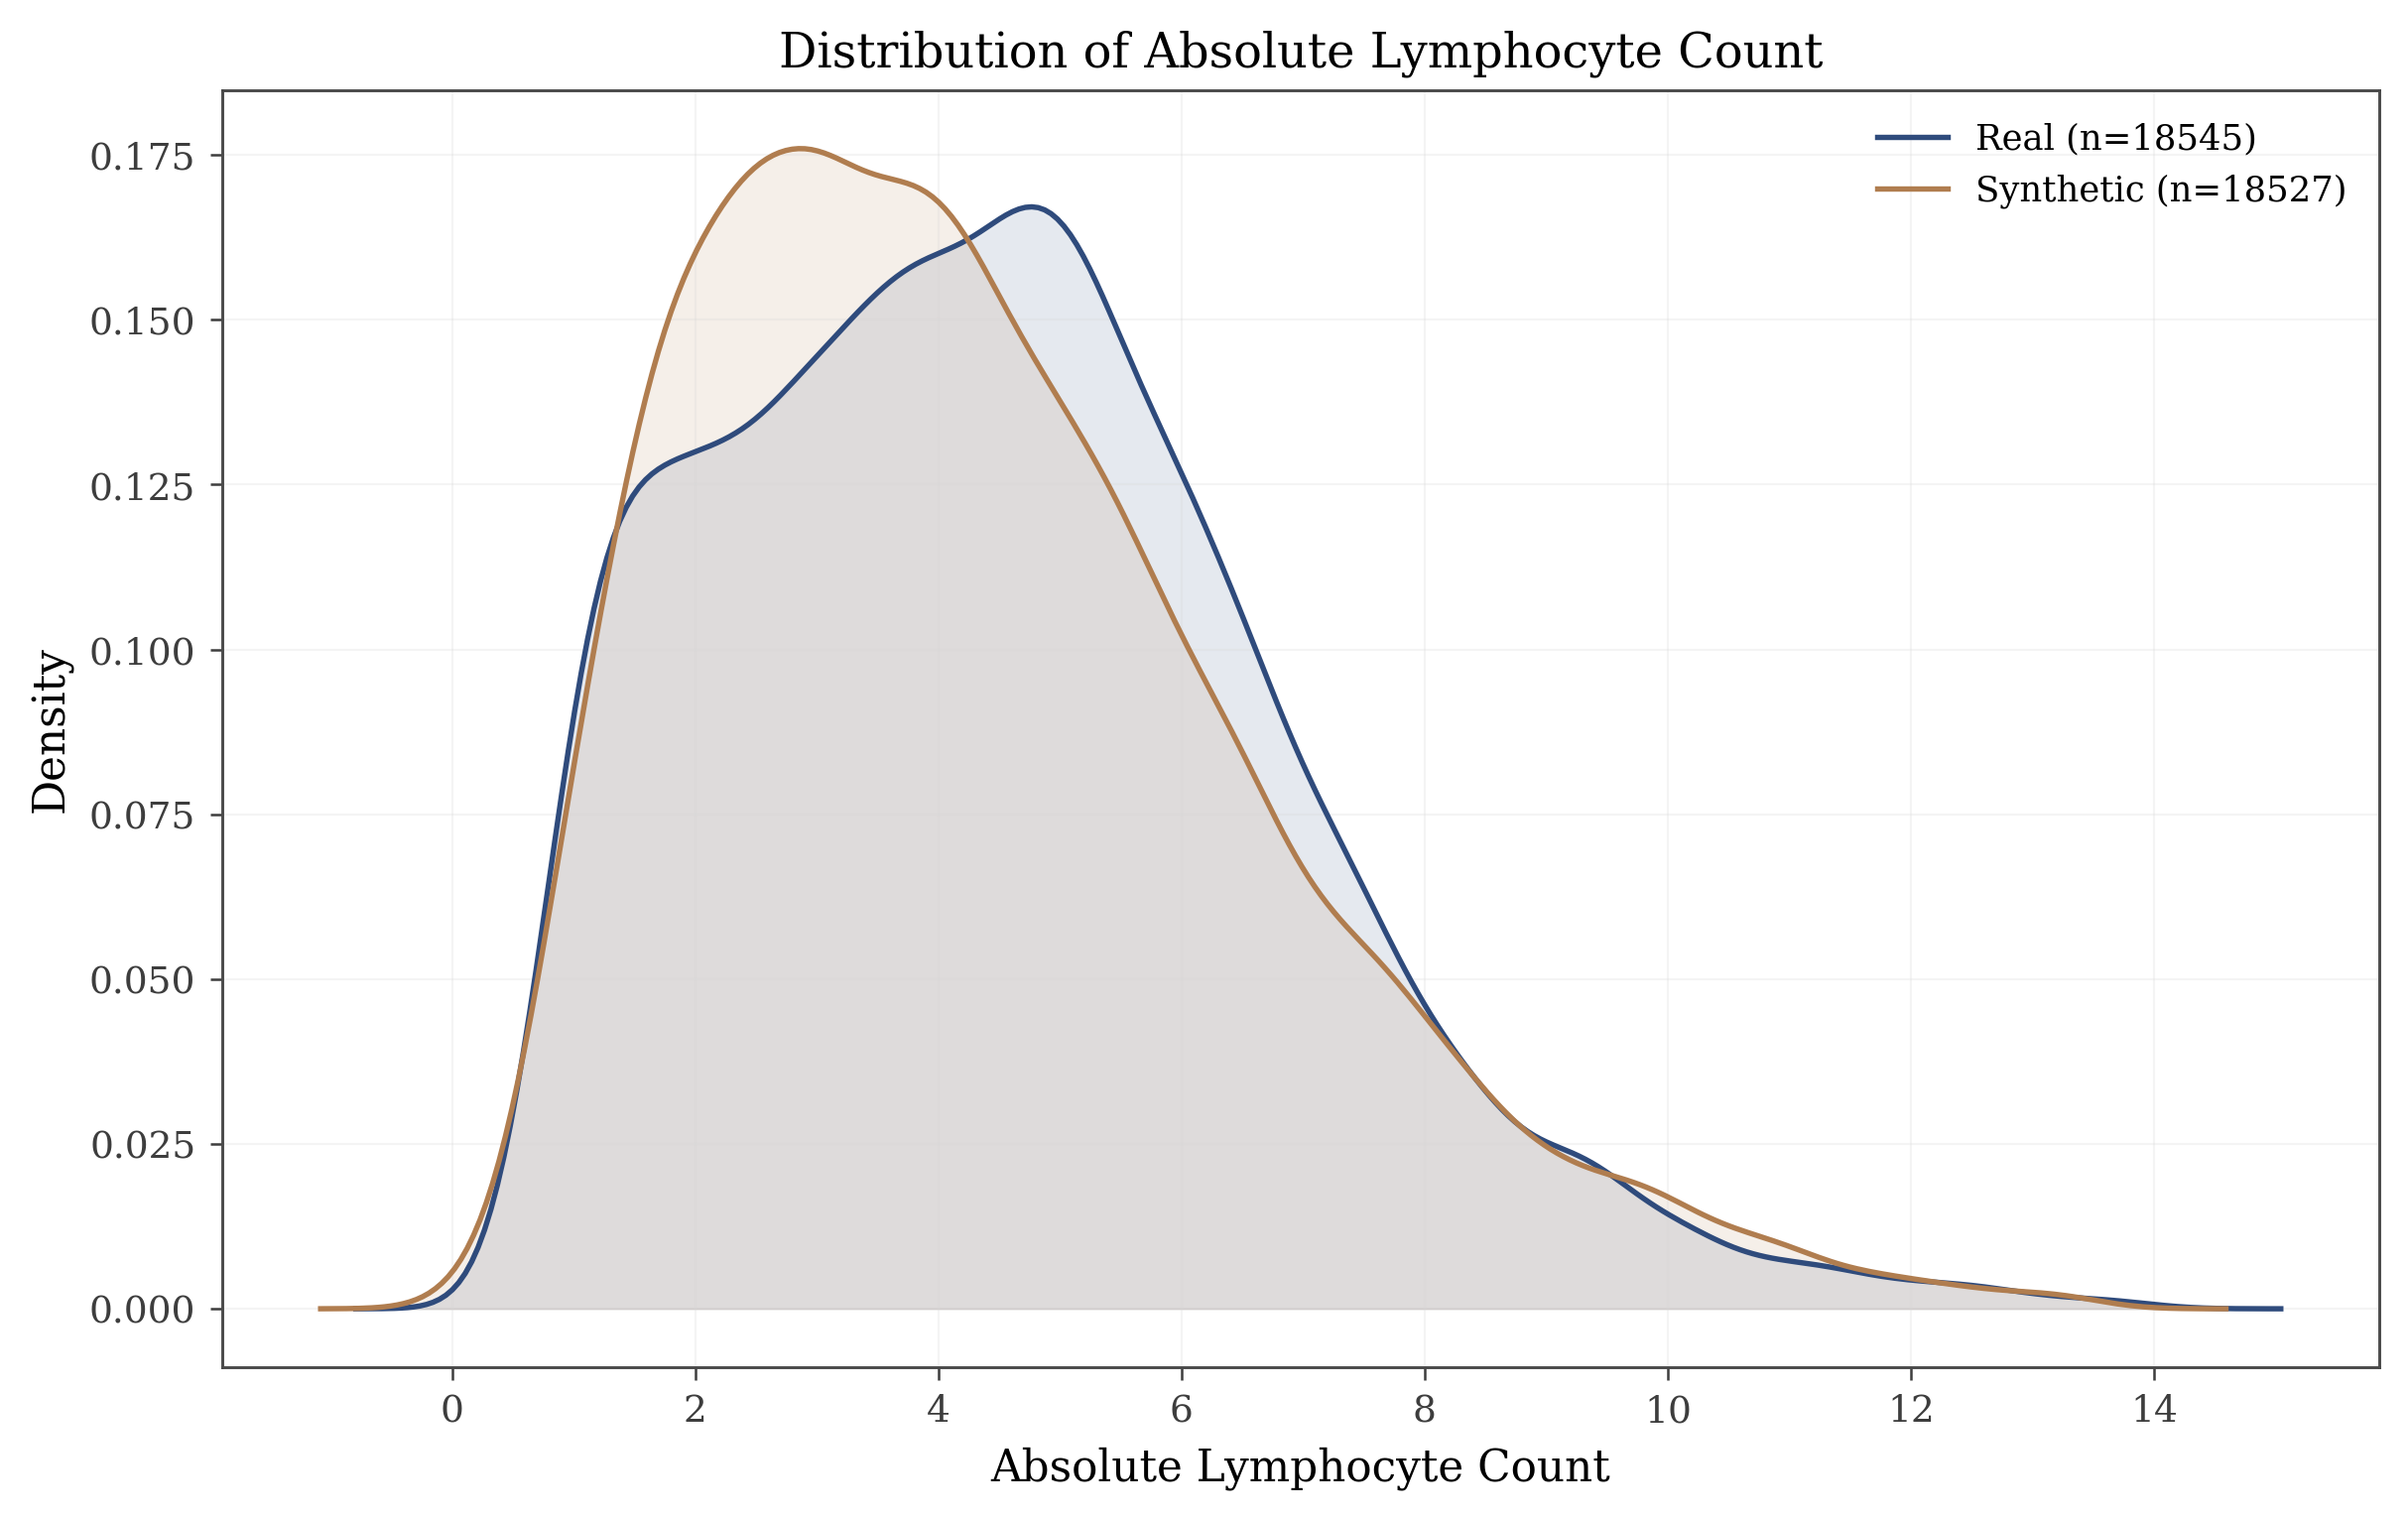 Distribution of Absolute Lymphocyte Count
Real (n=18545)
Synthetic (n=18527)
Density
0.175
0.150
0.125
0.100
0.075
0.050
0.025
0.000
0 2 4 6 8 10 12 14
Absolute Lymphocyte Count